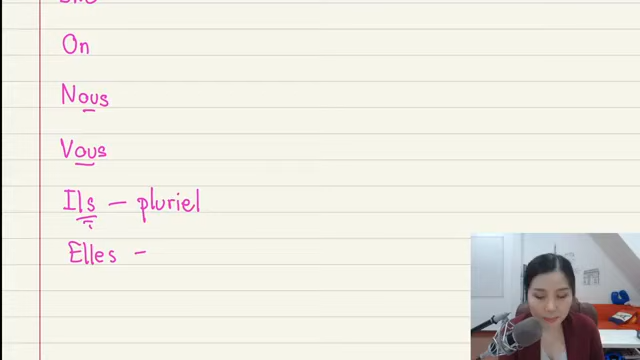 On
Nous
Vous
Ils – pluriel
Elles –